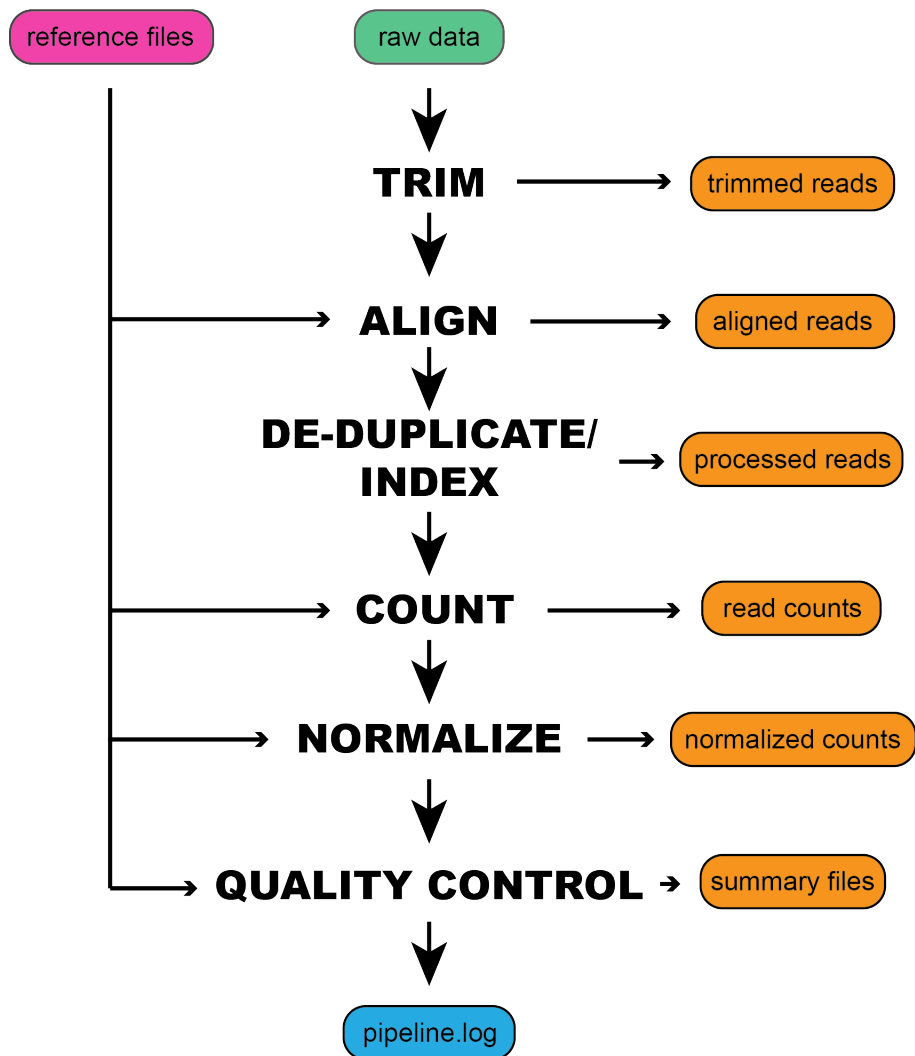 reference files
raw data
TRIM
trimmed reads
ALIGN
aligned reads
DE-DUPLICATE/
INDEX
processed reads
COUNT
read counts
NORMALIZE
normalized counts
QUALITY CONTROL
summary files
pipeline.log